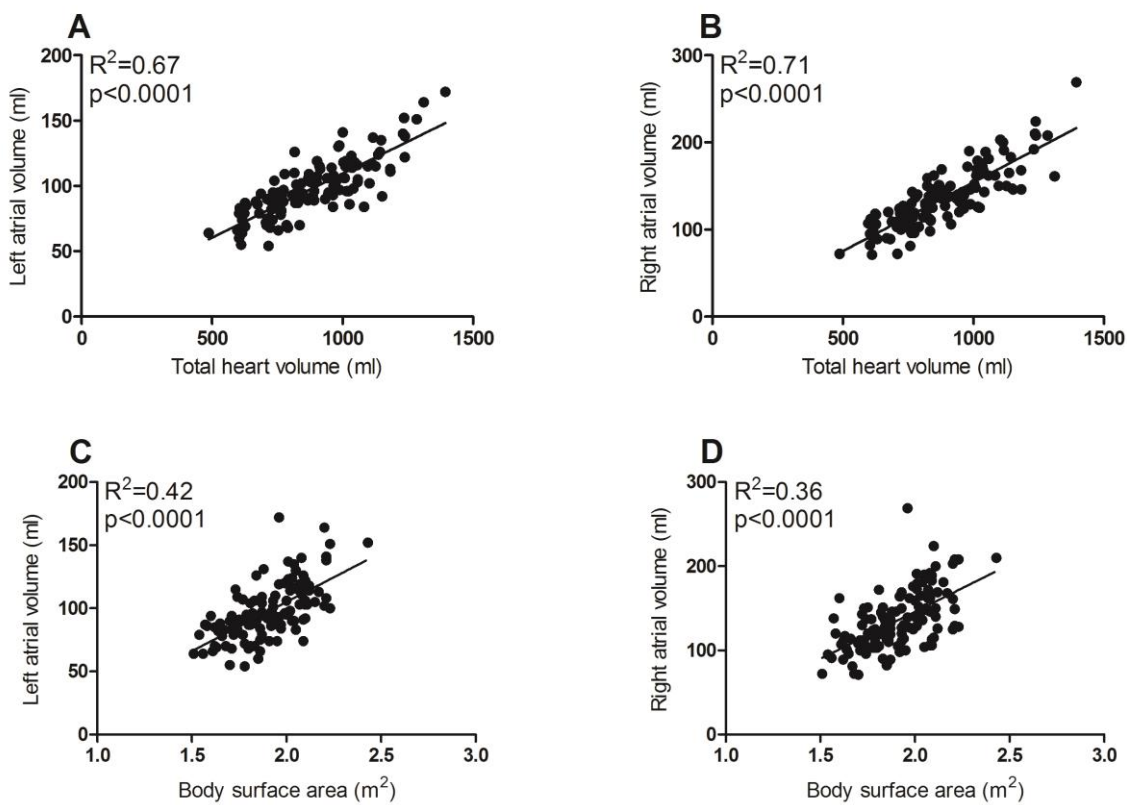 A
R²=0.67
p<0.0001
200
150
100
50
0
Left atrial volume (ml)
0 500 1000 1500
Total heart volume (ml)
B
R²=0.71
p<0.0001
300
200
100
0
Right atrial volume (ml)
0 500 1000 1500
Total heart volume (ml)
C
R²=0.42
p<0.0001
200
150
100
50
0
Left atrial volume (ml)
1.0 1.5 2.0 2.5 3.0
Body surface area (m²)
D
R²=0.36
p<0.0001
300
200
100
0
Right atrial volume (ml)
1.0 1.5 2.0 2.5 3.0
Body surface area (m²)